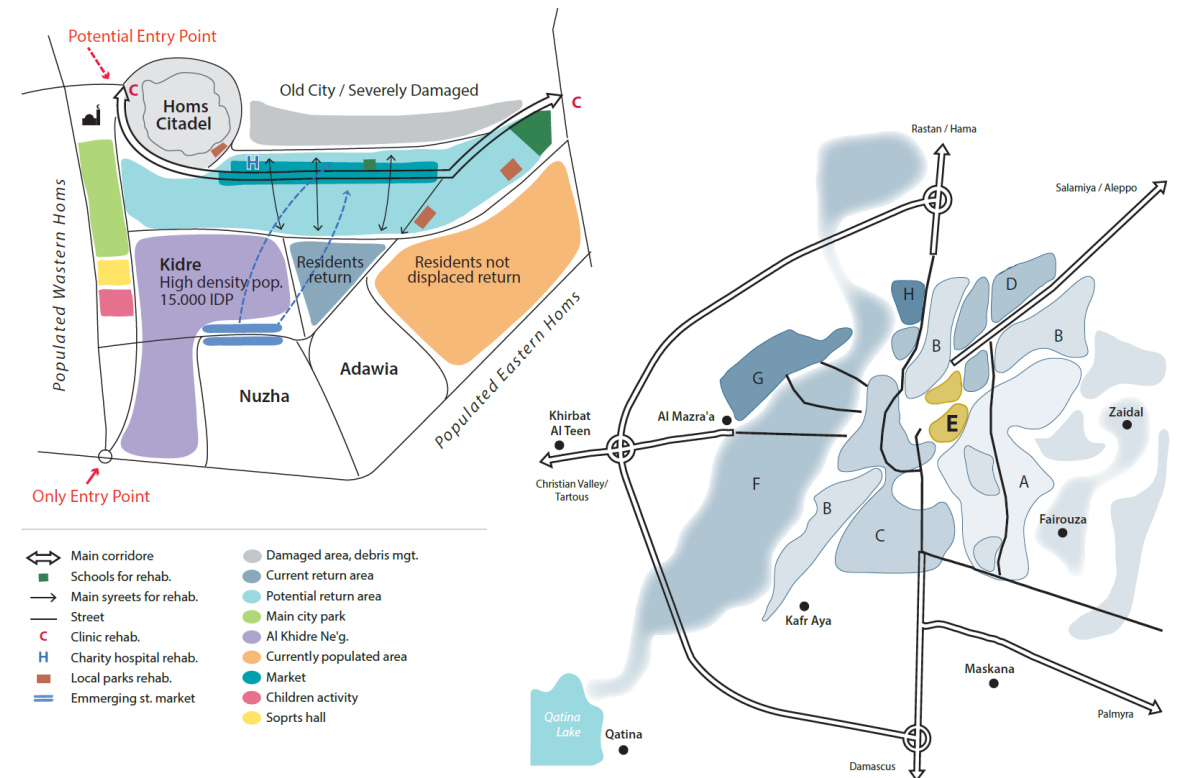 Potential Entry Point
C
Homs
Citadel
Old City / Severely Damaged
C
H
Populated Wastern Homs
Kidre
High density pop.
15.000 IDP
Residents
return
Residents not
displaced return
Adawia
Nuzha
Populated Eastern Homs
Only Entry Point
Main corridore
Schools for rehab.
Main syreets for rehab.
Street
C Clinic rehab.
H Charity hospital rehab.
Local parks rehab.
Emmerging st. market
Damaged area, debris mgt.
Current return area
Potential return area
Main city park
Al Khidre Ne'g.
Currently populated area
Market
Children activity
Soprts hall
Rastan / Hama
Salamiya / Aleppo
H
D
B
B
G
E
Khirbat
Al Teen
Al Mazra'a
Zaidal
Christian Valley/
Tartous
F
A
B
C
Fairouza
Kafr Aya
Maskana
Palmyra
Qatina
Lake
Qatina
Damascus